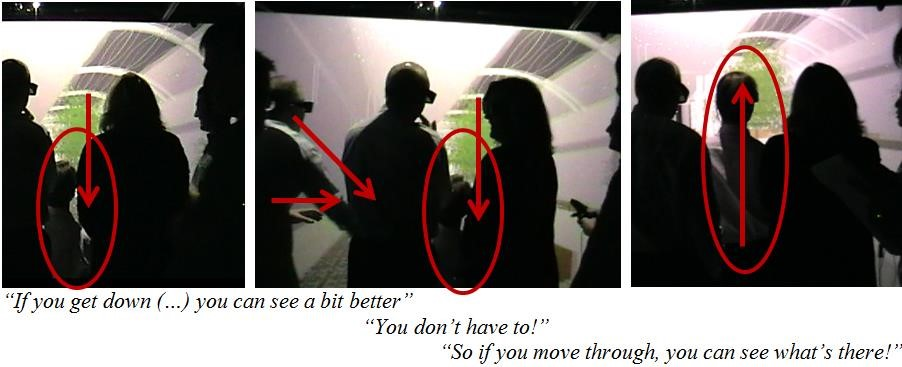 “If you get down (…) you can see a bit better”
“You don’t have to!”
“So if you move through, you can see what’s there!”